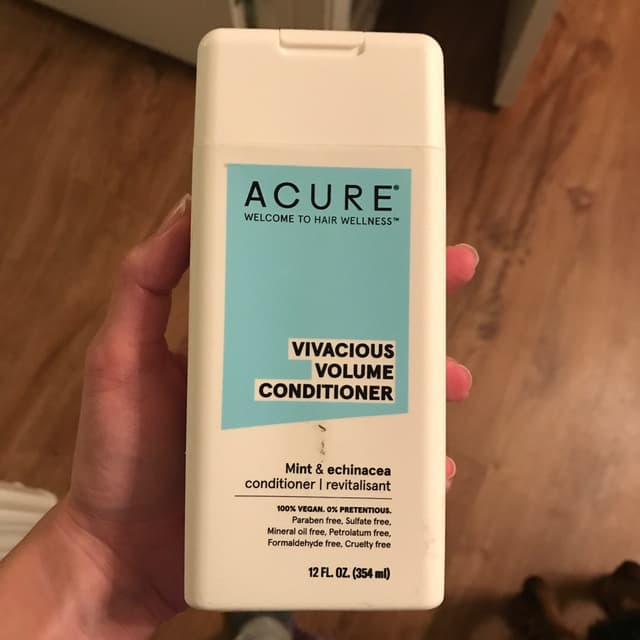 ACURE®
WELCOME TO HAIR WELLNESS™
VIVACIOUS
VOLUME
CONDITIONER
Mint & echinacea
conditioner | revitalisant
100% VEGAN. 0% PRETENTIOUS.
Paraben free, Sulfate free,
Mineral oil free, Petrolatum free,
Formaldehyde free, Cruelty free
12 FL. OZ. (354 ml)